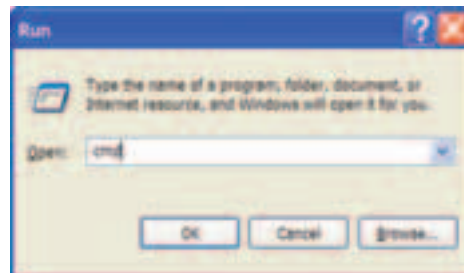 Run
Type the name of a program, folder, document, or
Internet resource, and Windows will open it for you.
Open: cmd
OK Cancel Browse...